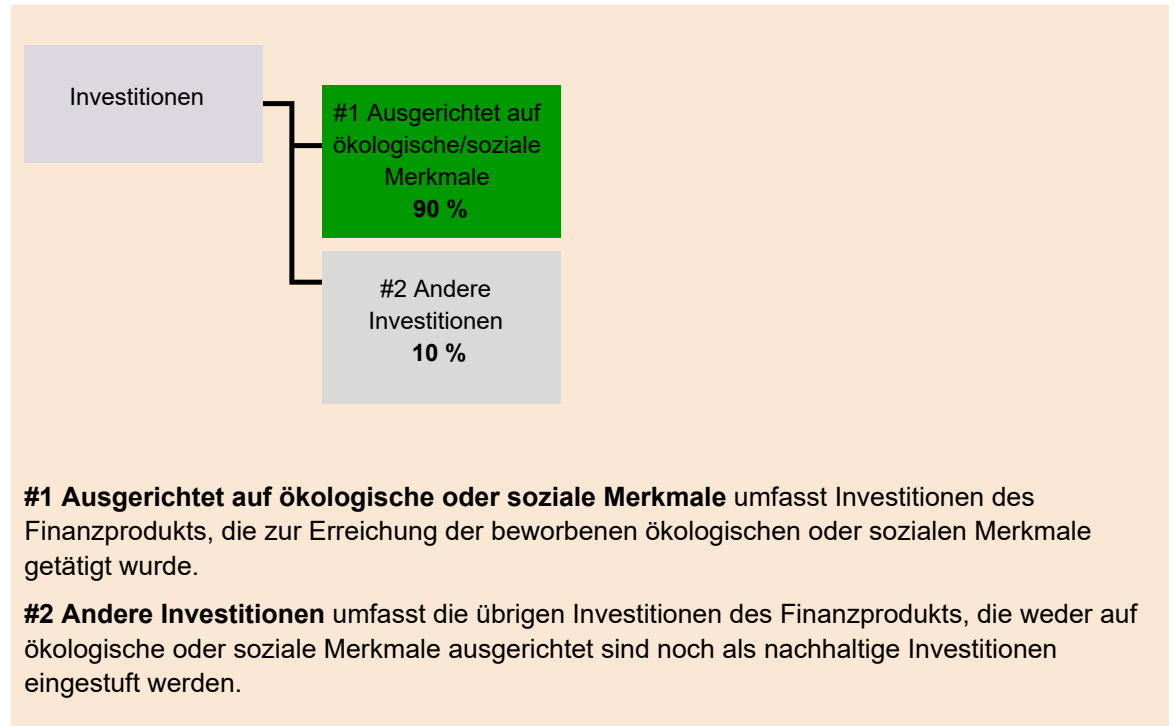 Investitionen
#1 Ausgerichtet auf
ökologische/soziale
Merkmale
90 %
#2 Andere
Investitionen
10 %
#1 Ausgerichtet auf ökologische oder soziale Merkmale umfasst Investitionen des
Finanzprodukts, die zur Erreichung der beworbenen ökologischen oder sozialen Merkmale
getätigt wurde.
#2 Andere Investitionen umfasst die übrigen Investitionen des Finanzprodukts, die weder auf
ökologische oder soziale Merkmale ausgerichtet sind noch als nachhaltige Investitionen
eingestuft werden.